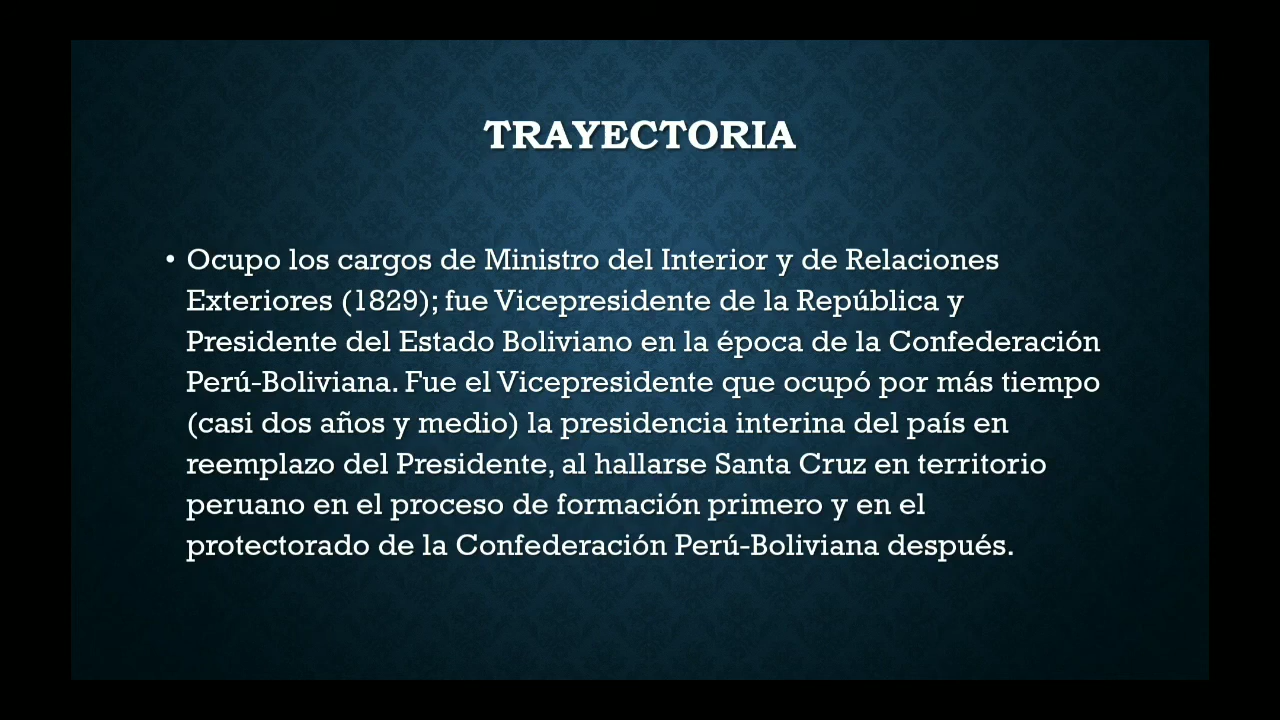 TRAYECTORIA
• Ocupo los cargos de Ministro del Interior y de Relaciones
Exteriores (1829); fue Vicepresidente de la República y
Presidente del Estado Boliviano en la época de la Confederación
Perú-Boliviana. Fue el Vicepresidente que ocupó por más tiempo
(casi dos años y medio) la presidencia interina del país en
reemplazo del Presidente, al hallarse Santa Cruz en territorio
peruano en el proceso de formación primero y en el
protectorado de la Confederación Perú-Boliviana después.